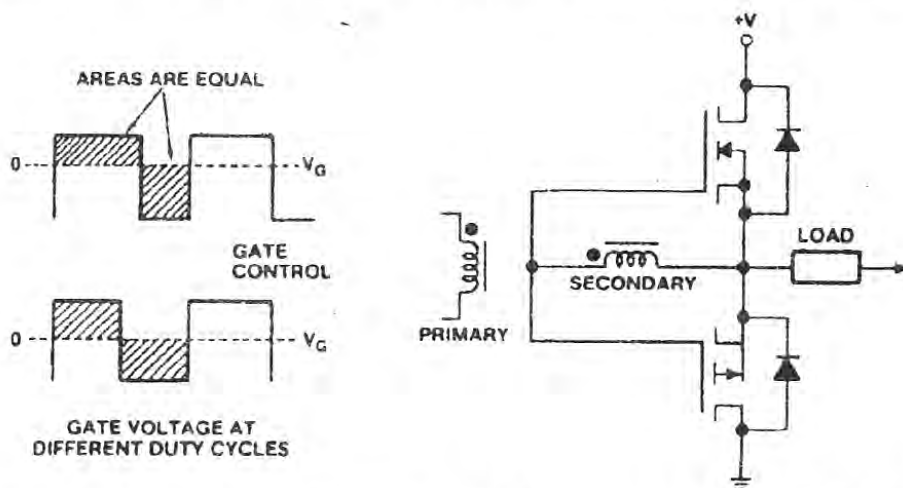 AREAS ARE EQUAL
0
V_G
GATE
CONTROL
0
V_G
GATE VOLTAGE AT
DIFFERENT DUTY CYCLES
+V
LOAD
SECONDARY
PRIMARY